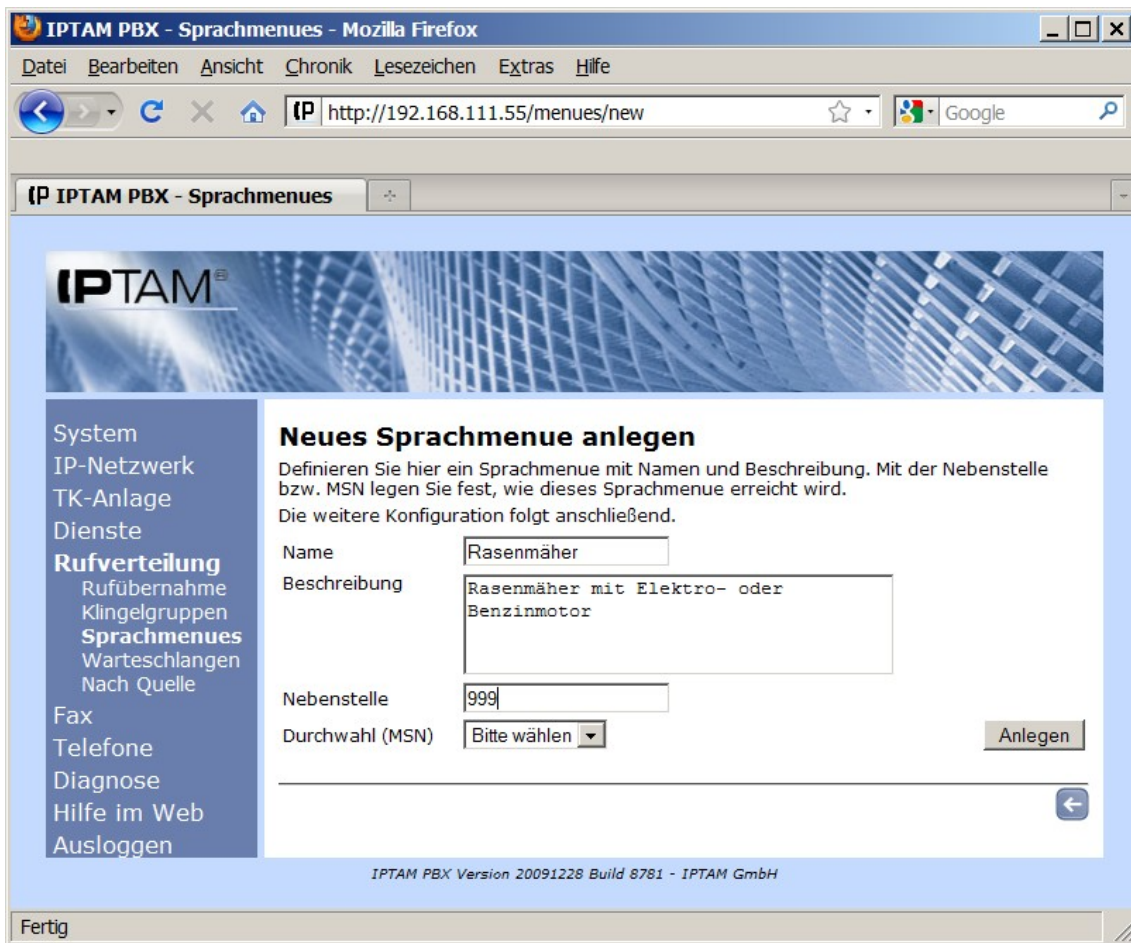 IPTAM PBX - Sprachmenues - Mozilla Firefox
Datei Bearbeiten Ansicht Chronik Lesezeichen Extras Hilfe
http://192.168.111.55/menues/new
Google
IPTAM PBX - Sprachmenues
IPTAM®
System
IP-Netzwerk
TK-Anlage
Dienste
Rufverteilung
Rufübernahme
Klingelgruppen
Sprachmenues
Warteschlangen
Nach Quelle
Fax
Telefone
Diagnose
Hilfe im Web
Ausloggen
Neues Sprachmenue anlegen
Definieren Sie hier ein Sprachmenue mit Namen und Beschreibung. Mit der Nebenstelle
bzw. MSN legen Sie fest, wie dieses Sprachmenue erreicht wird.
Die weitere Konfiguration folgt anschließend.
Name Rasenmäher
Beschreibung Rasenmäher mit Elektro- oder
Benzinmotor
Nebenstelle 999
Durchwahl (MSN) Bitte wählen Anlegen
IPTAM PBX Version 20091228 Build 8781 - IPTAM GmbH
Fertig